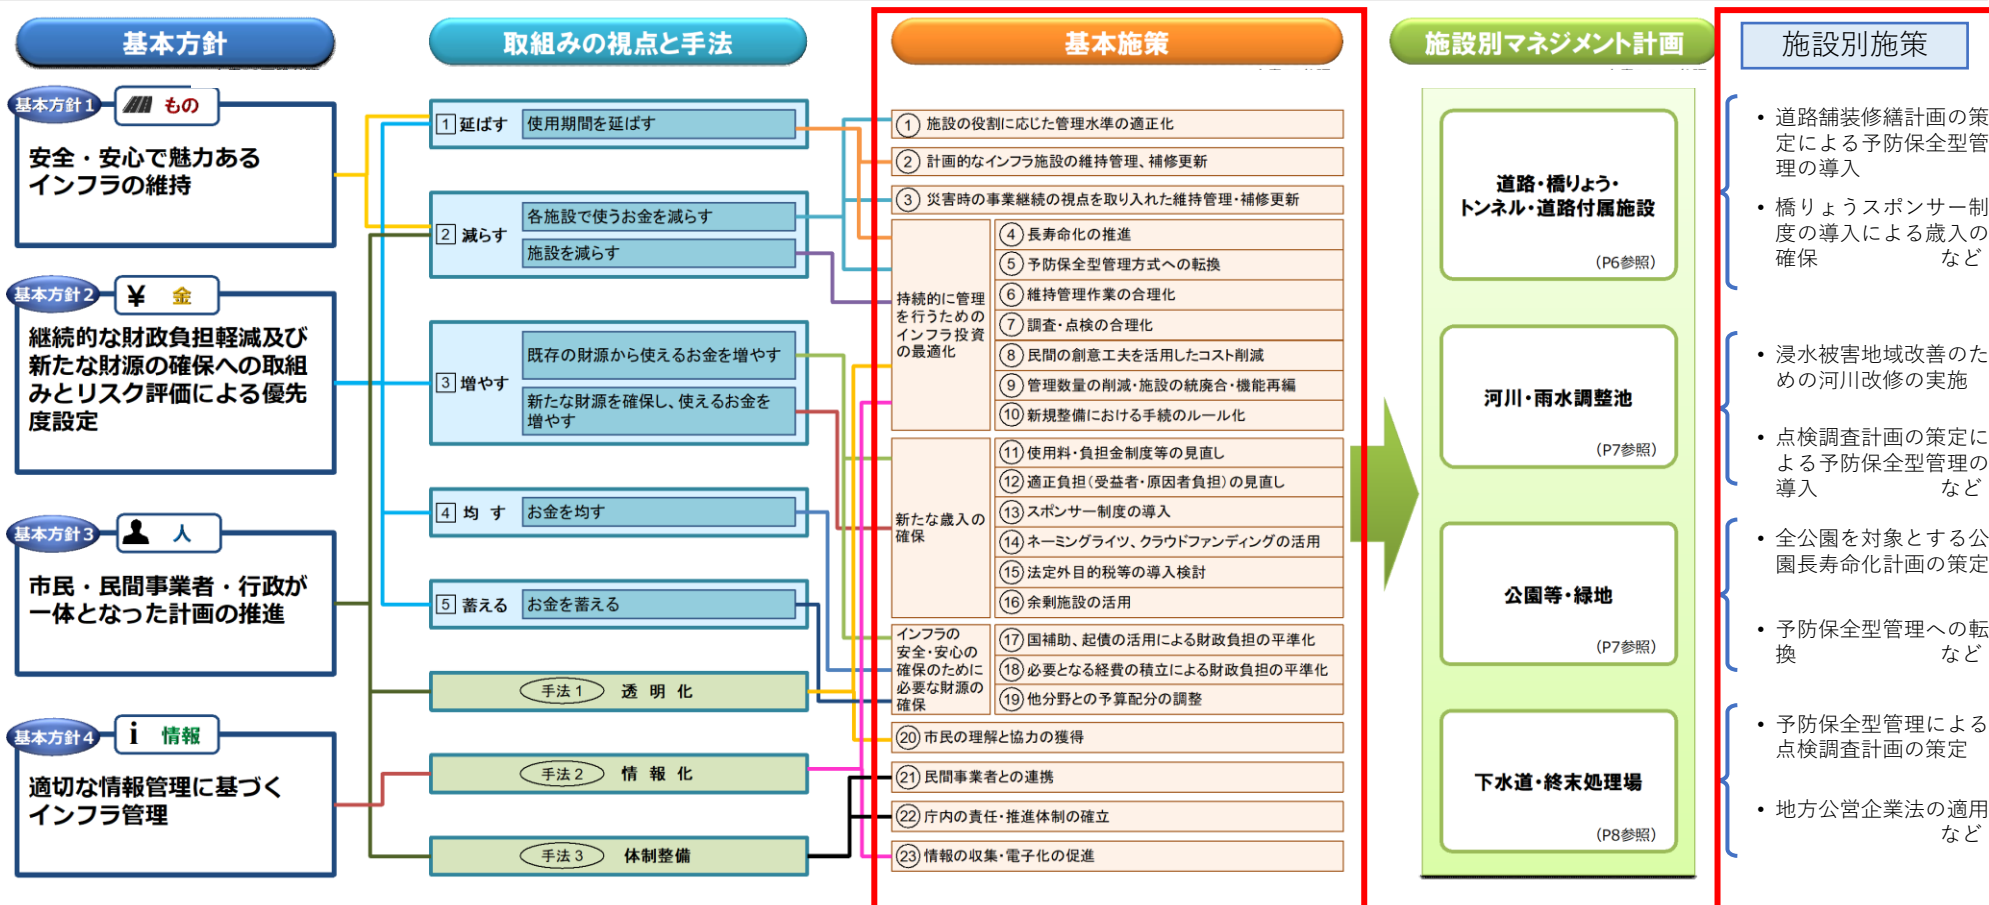 基本方針
基本方針1
もの
安全・安心で魅力ある
インフラの維持
基本方針2
¥ 金
継続的な財政負担軽減及び
新たな財源の確保への取組
みとリスク評価による優先
度設定
基本方針3
人
市民・民間事業者・行政が
一体となった計画の推進
基本方針4
i 情報
適切な情報管理に基づく
インフラ管理
取組みの視点と手法
1 延ばす
使用期間を延ばす
2 減らす
各施設で使うお金を減らす
施設を減らす
3 増やす
既存の財源から使えるお金を増やす
新たな財源を確保し、使えるお金を
増やす
4 均す
お金を均す
5 蓄える
お金を蓄える
手法1 透明化
手法2 情報化
手法3 体制整備
基本施策
① 施設の役割に応じた管理水準の適正化
② 計画的なインフラ施設の維持管理、補修更新
③ 災害時の事業継続の視点を取り入れた維持管理・補修更新
持続的に管理
を行うための
インフラ投資
の最適化
④ 長寿命化の推進
⑤ 予防保全型管理方式への転換
⑥ 維持管理作業の合理化
⑦ 調査・点検の合理化
⑧ 民間の創意工夫を活用したコスト削減
⑨ 管理数量の削減・施設の統廃合・機能再編
⑩ 新規整備における手続のルール化
新たな歳入の
確保
⑪ 使用料・負担金制度等の見直し
⑫ 適正負担(受益者・原因者負担)の見直し
⑬ スポンサー制度の導入
⑭ ネーミングライツ、クラウドファンディングの活用
⑮ 法定外目的税等の導入検討
⑯ 余剰施設の活用
インフラの
安全・安心の
確保のために
必要な財源の
確保
⑰ 国補助、起債の活用による財政負担の平準化
⑱ 必要となる経費の積立による財政負担の平準化
⑲ 他分野との予算配分の調整
⑳ 市民の理解と協力の獲得
㉑ 民間事業者との連携
㉒ 庁内の責任・推進体制の確立
㉓ 情報の収集・電子化の促進
施設別マネジメント計画
道路・橋りょう・
トンネル・道路付属施設
(P6参照)
河川・雨水調整池
(P7参照)
公園等・緑地
(P7参照)
下水道・終末処理場
(P8参照)
施設別施策
• 道路舗装修繕計画の策
定による予防保全型管
理の導入
• 橋りょうスポンサー制
度の導入による歳入の
確保 など
• 浸水被害地域改善のた
めの河川改修の実施
• 点検調査計画の策定に
よる予防保全型管理の
導入 など
• 全公園を対象とする公
園長寿命化計画の策定
• 予防保全型管理への転
換 など
• 予防保全型管理による
点検調査計画の策定
• 地方公営企業法の適用
など